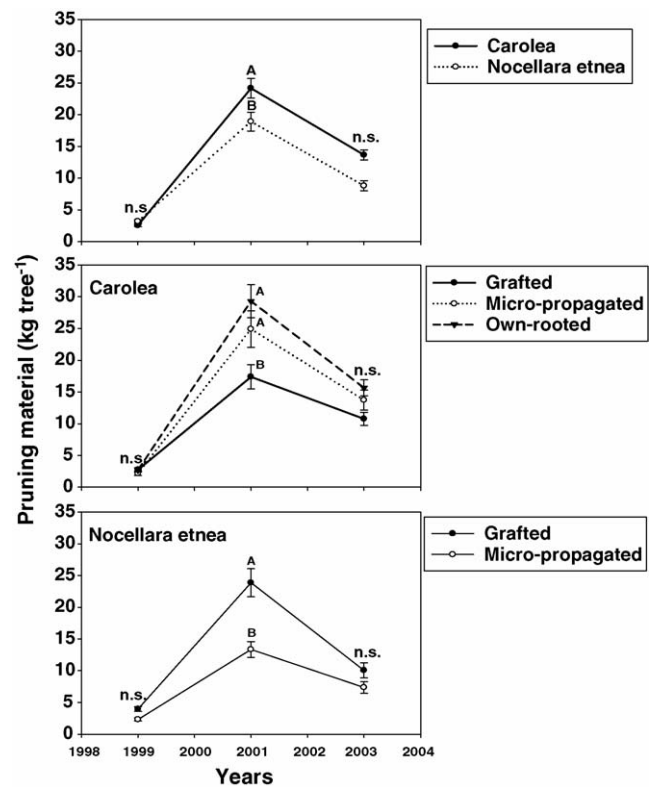 35
30
25
20
15
10
5
0
n.s
A
B
n.s.
Carolea
Nocellara etnea
Pruning material (kg tree-1)
35
30
25
20
15
10
5
0
Carolea
n.s.
A
A
B
n.s.
Grafted
Micro-propagated
Own-rooted
35
30
25
20
15
10
5
0
Nocellara etnea
n.s.
A
B
n.s.
Grafted
Micro-propagated
1998 1999 2000 2001 2002 2003 2004
Years